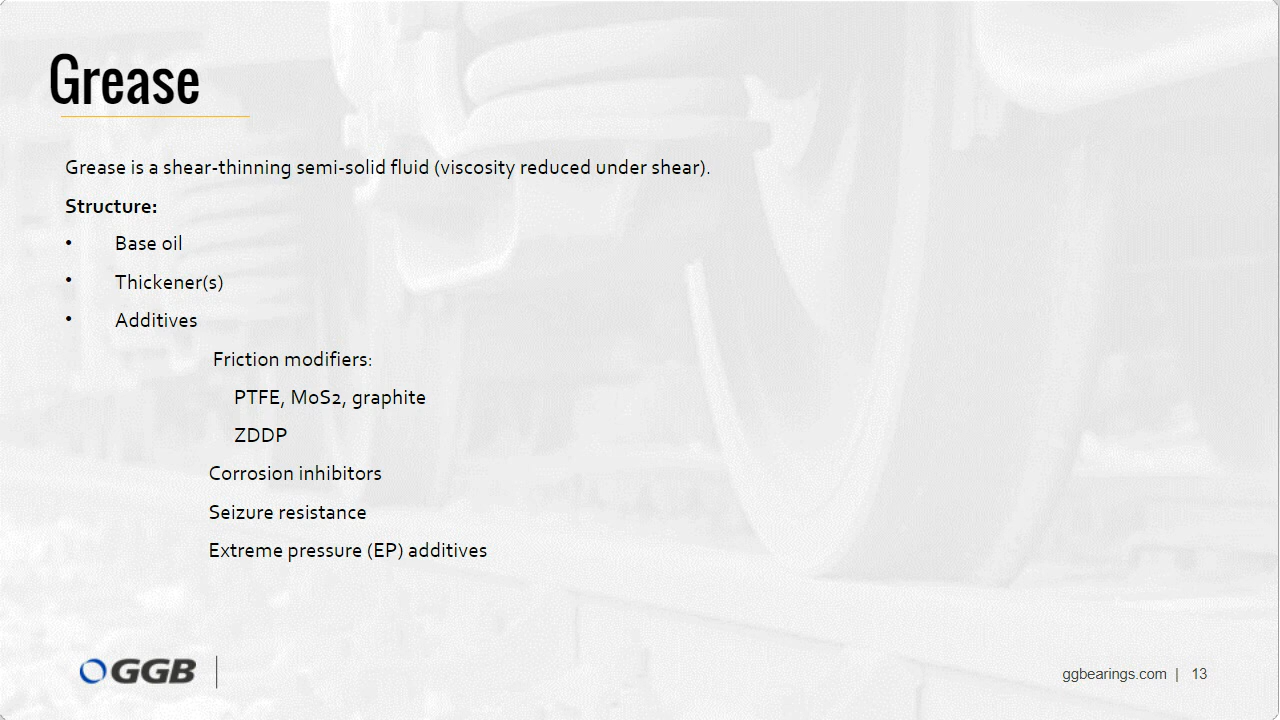 Grease
Grease is a shear-thinning semi-solid fluid (viscosity reduced under shear).
Structure:
• Base oil
• Thickener(s)
• Additives
Friction modifiers:
PTFE, MoS2, graphite
ZDDP
Corrosion inhibitors
Seizure resistance
Extreme pressure (EP) additives
GGB
ggbearings.com | 13